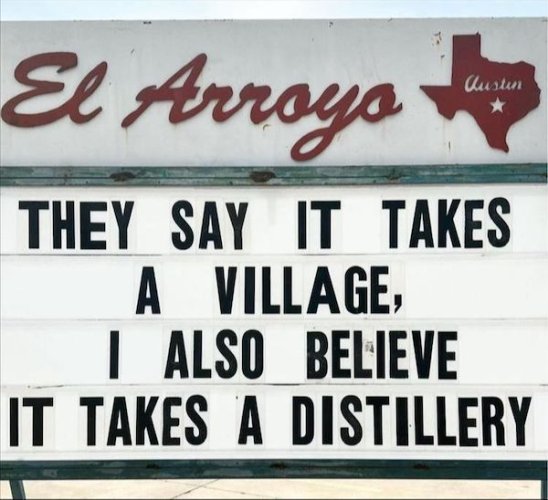 El Arroyo
Austin
THEY SAY IT TAKES
A VILLAGE,
I ALSO BELIEVE
IT TAKES A DISTILLERY